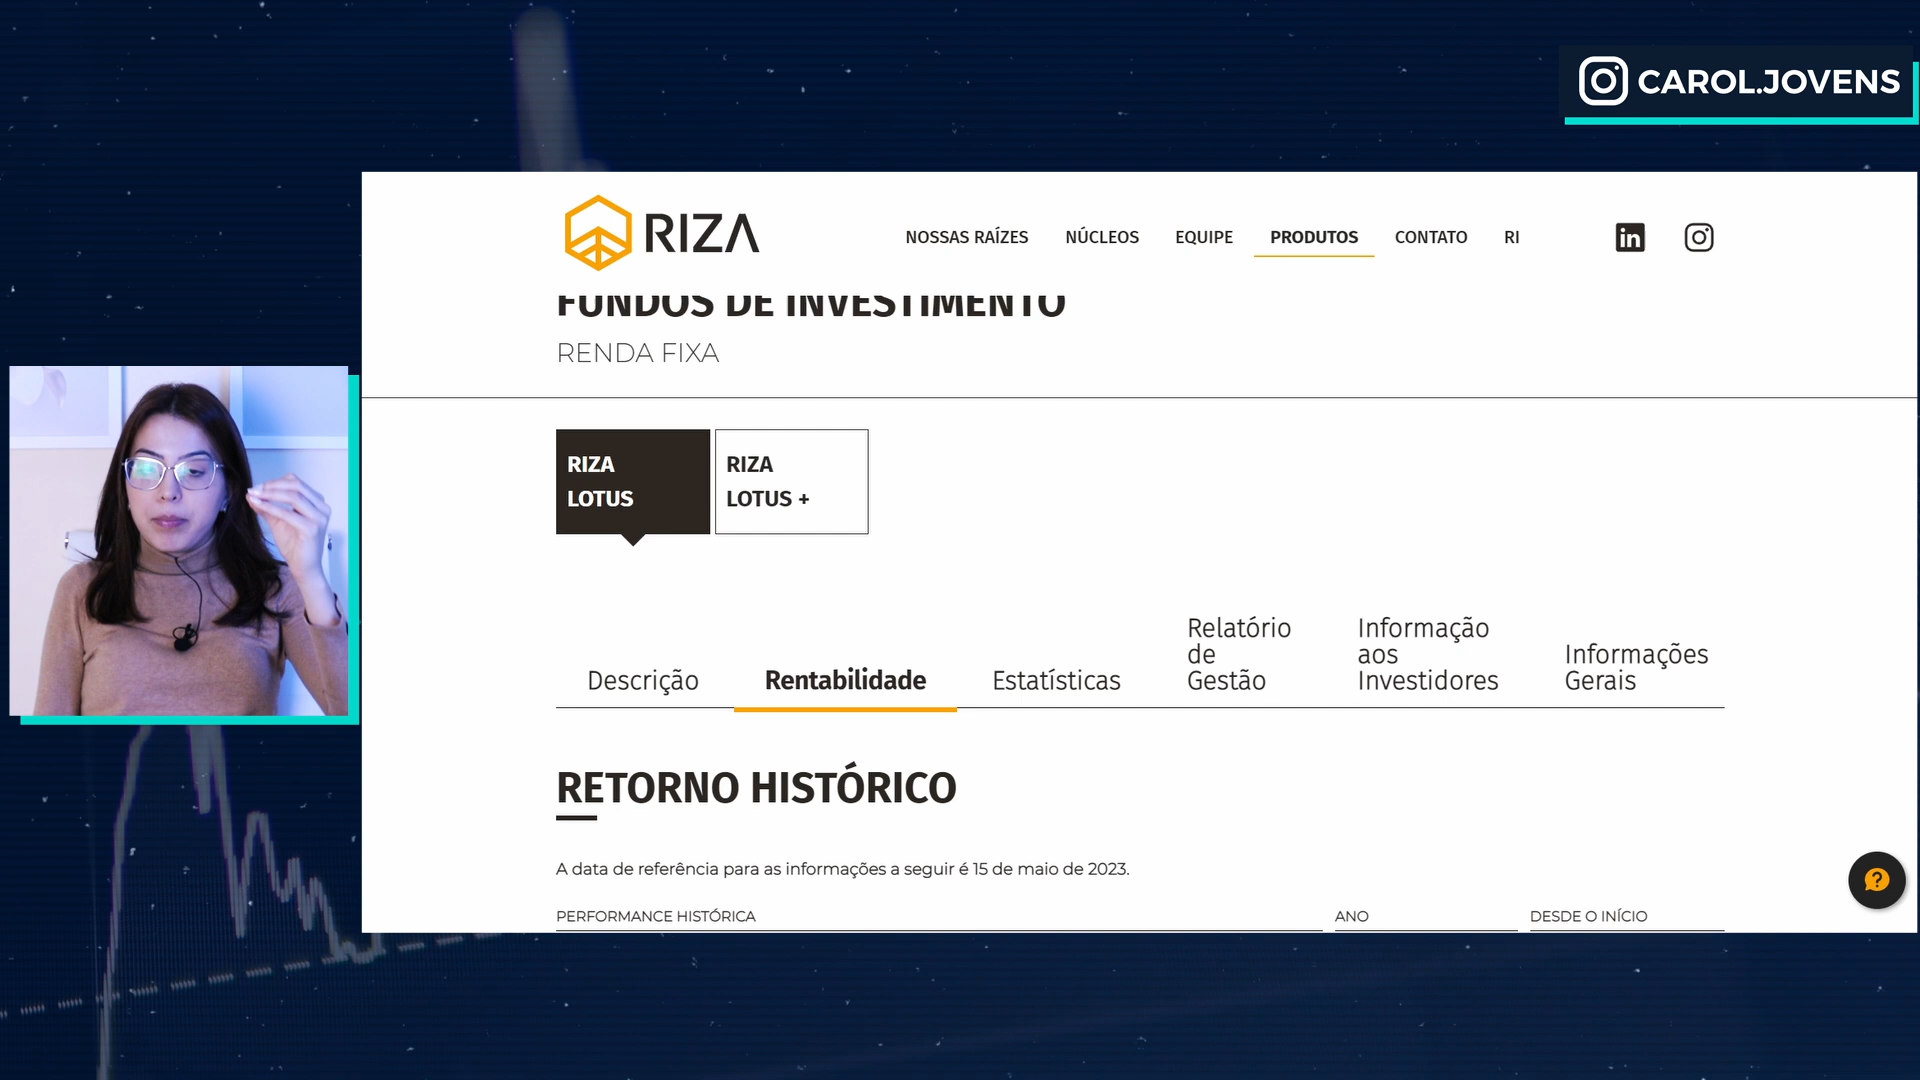 CAROL.JOVENS
RIZA
NOSSAS RAÍZES NÚCLEOS EQUIPE PRODUTOS CONTATO RI
in
FUNDOS DE INVESTIMENTO
RENDA FIXA
RIZA
LOTUS
RIZA
LOTUS +
Descrição
Rentabilidade
Estatísticas
Relatório
de
Gestão
Informação
aos
Investidores
Informações
Gerais
RETORNO HISTÓRICO
A data de referência para as informações a seguir é 15 de maio de 2023.
PERFORMANCE HISTÓRICA ANO DESDE O INÍCIO
?